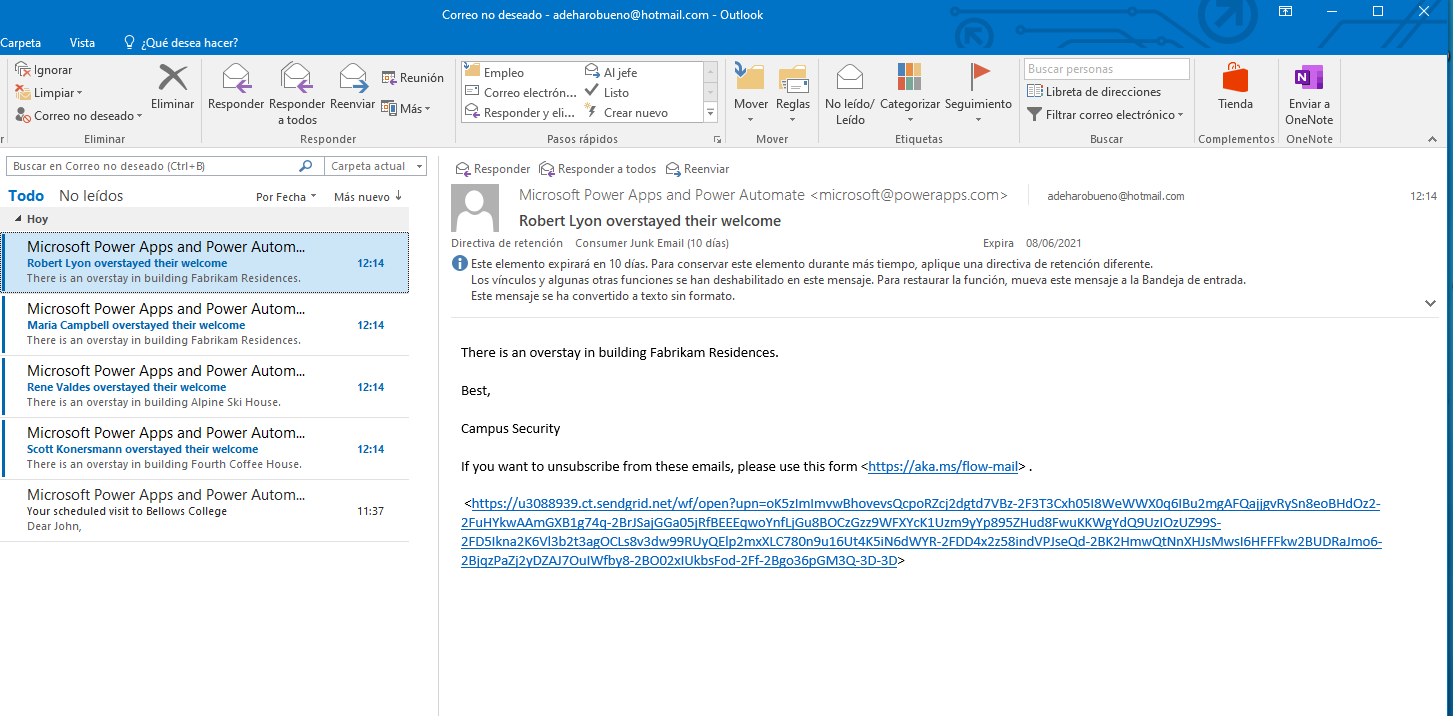 Correo no deseado - adeharobueno@hotmail.com - Outlook
Carpeta Vista ¿Qué desea hacer?
Ignorar
Limpiar
Correo no deseado
Eliminar
Eliminar
Responder
Responder a todos
Reenviar
Reunión
Más
Responder
Empleo
Correo electrón...
Responder y eli...
Al jefe
Listo
Crear nuevo
Pasos rápidos
Mover
Reglas
Mover
No leído/
Leído
Categorizar
Seguimiento
Etiquetas
Buscar personas
Libreta de direcciones
Filtrar correo electrónico
Buscar
Tienda
Complementos
Enviar a
OneNote
OneNote
Buscar en Correo no deseado (Ctrl+B) Carpeta actual
Todo No leídos Por Fecha Más nuevo
Hoy
Microsoft Power Apps and Power Autom...
Robert Lyon overstayed their welcome 12:14
There is an overstay in building Fabrikam Residences.
Microsoft Power Apps and Power Autom...
Maria Campbell overstayed their welcome 12:14
There is an overstay in building Fabrikam Residences.
Microsoft Power Apps and Power Autom...
Rene Valdes overstayed their welcome 12:14
There is an overstay in building Alpine Ski House.
Microsoft Power Apps and Power Autom...
Scott Konersmann overstayed their welcome 12:14
There is an overstay in building Fourth Coffee House.
Microsoft Power Apps and Power Autom...
Your scheduled visit to Bellows College 11:37
Dear John,
Responder Responder a todos Reenviar
Microsoft Power Apps and Power Automate <microsoft@powerapps.com> adeharobueno@hotmail.com 12:14
Robert Lyon overstayed their welcome
Directiva de retención Consumer Junk Email (10 días) Expira 08/06/2021
Este elemento expirará en 10 días. Para conservar este elemento durante más tiempo, aplique una directiva de retención diferente.
Los vínculos y algunas otras funciones se han deshabilitado en este mensaje. Para restaurar la función, mueva este mensaje a la Bandeja de entrada.
Este mensaje se ha convertido a texto sin formato.
There is an overstay in building Fabrikam Residences.
Best,
Campus Security
If you want to unsubscribe from these emails, please use this form <https://aka.ms/flow-mail> .
<https://u3088939.ct.sendgrid.net/wf/open?upn=oK5zImImvwBhovevsQcpoRZcj2dgtd7VBz-2F3T3Cxh05I8WeWWX0q6IBu2mgAFQajjgvRySn8eoBHdOz2-
2FuHYkwAAmGXB1g74q-2BrJSajGGa05jRfBEEEqwoYnfLjGu8BOCzGzz9WFXYcK1Uzm9yYp895ZHud8FwuKKWgYdQ9UzIOzUZ99S-
2FD5Ikna2K6Vl3b2t3agOCLs8v3dw99RUyQElp2mxXLC780n9u16Ut4K5iN6dWYR-2FDD4x2z58indVPJseQd-2BK2HmwQtNnXHJsMwsI6HFFFkw2BUDRaJmo6-
2BjqzPaZj2yDZAJ7OuIWfby8-2BO02xIUkbsFod-2Ff-2Bgo36pGM3Q-3D-3D>